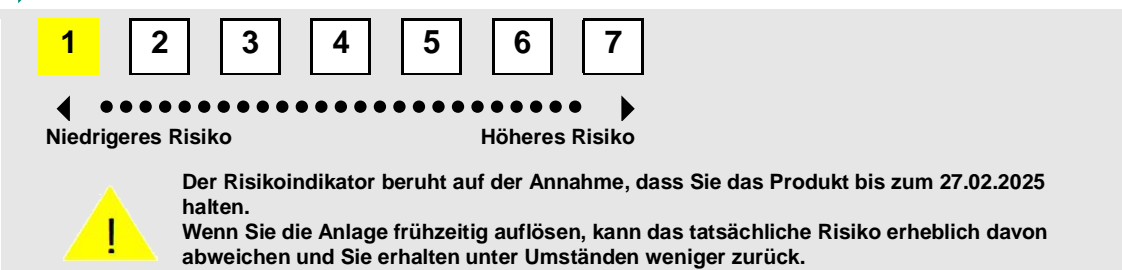 1 2 3 4 5 6 7
Niedrigeres Risiko Höheres Risiko
!
Der Risikoindikator beruht auf der Annahme, dass Sie das Produkt bis zum 27.02.2025
halten.
Wenn Sie die Anlage frühzeitig auflösen, kann das tatsächliche Risiko erheblich davon
abweichen und Sie erhalten unter Umständen weniger zurück.